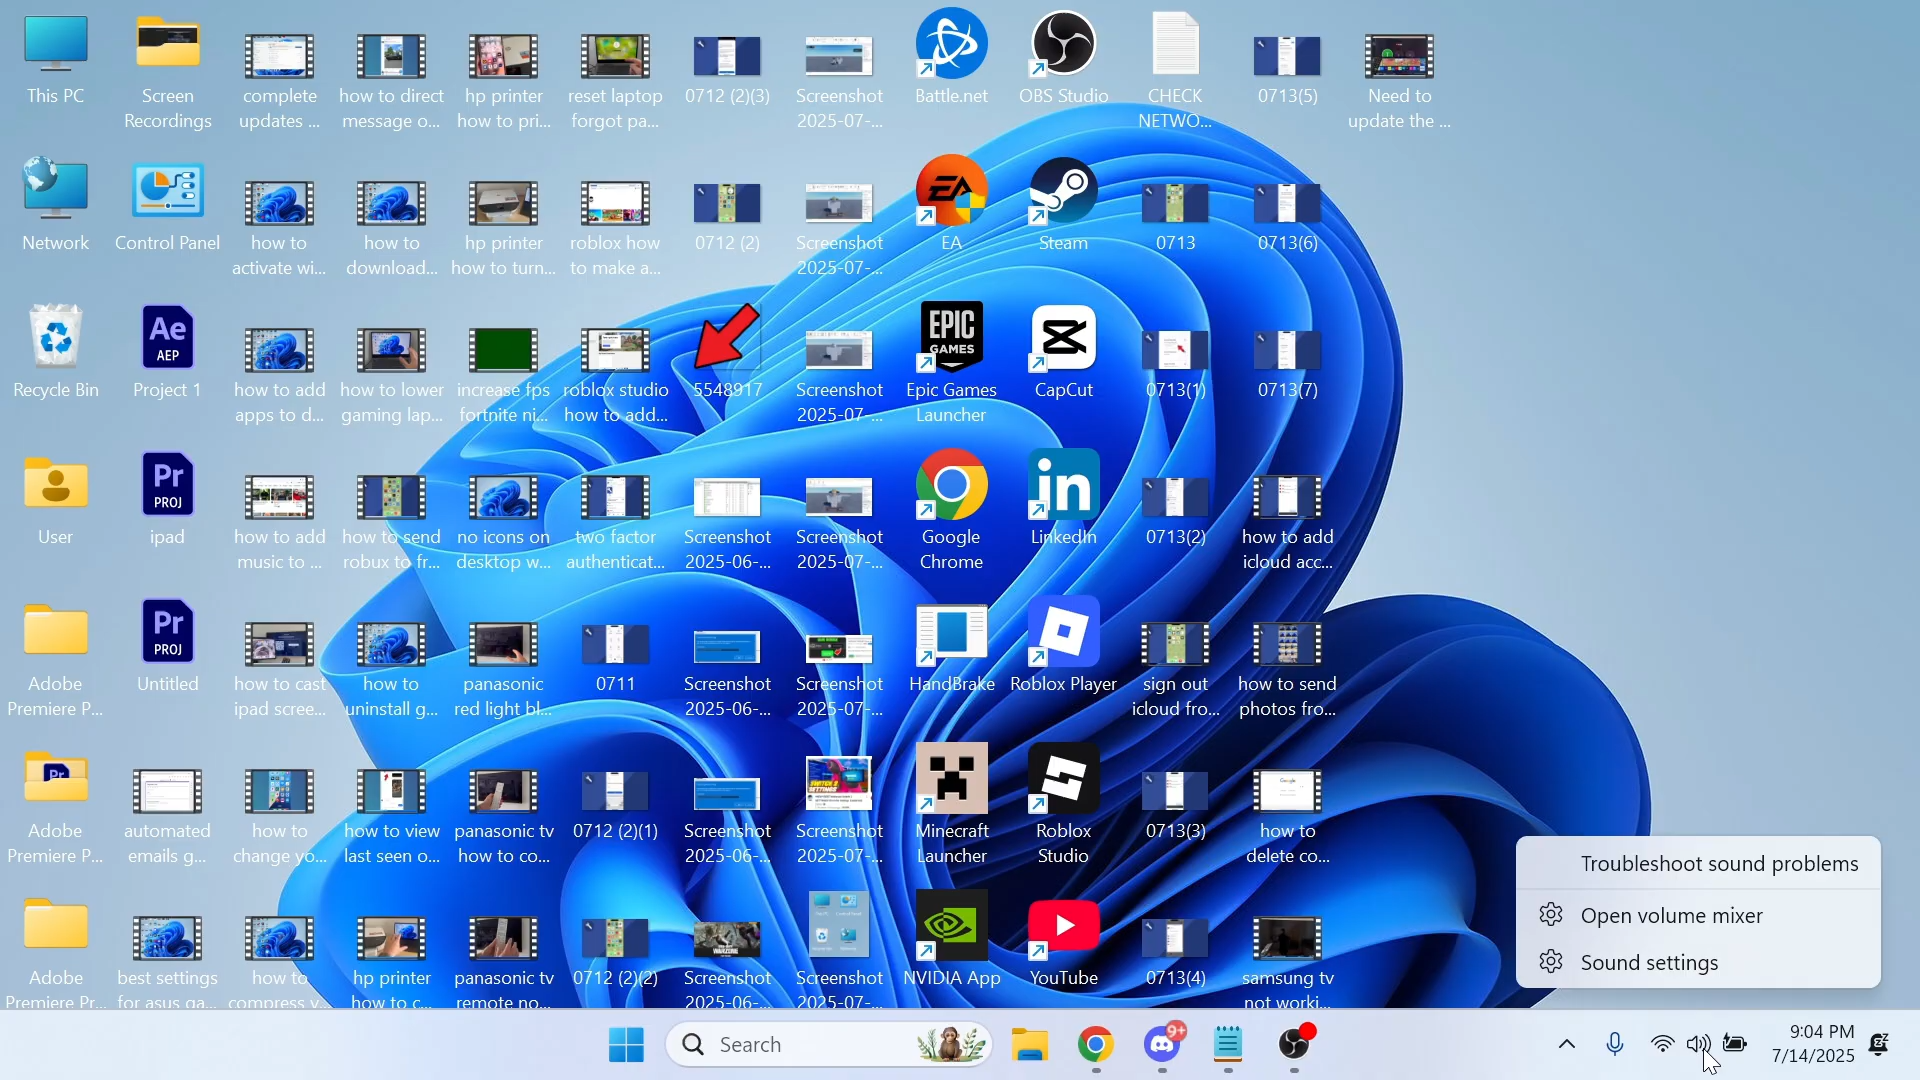 This PC
Screen
Recordings
complete
updates ...
how to direct
message o...
hp printer
how to pri...
reset laptop
forgot pa...
0712 (2)(3)
Screenshot
2025-07-...
Battle.net
OBS Studio
CHECK
NETWO...
0713(5)
Need to
update the ...
Network
Control Panel
how to
activate wi...
how to
download...
hp printer
how to turn...
roblox how
to make a...
0712 (2)
Screenshot
2025-07-...
EA
EA
Steam
0713
0713(6)
Recycle Bin
Ae
AEP
Project 1
how to add
apps to d...
how to lower
gaming lap...
increase fps
fortnite ni...
roblox studio
how to add...
5548917
Screenshot
2025-07-...
EPIC
GAMES
Epic Games
Launcher
CapCut
0713(1)
0713(7)
User
Pr
PROJ
ipad
how to add
music to ...
how to send
robux to fr...
no icons on
desktop w...
two factor
authenticat...
Screenshot
2025-06-...
Screenshot
2025-07-...
Google
Chrome
in
LinkedIn
0713(2)
how to add
icloud acc...
Adobe
Premiere P...
Pr
PROJ
Untitled
how to cast
ipad scree...
how to
uninstall g...
panasonic
red light bl...
0711
Screenshot
2025-06-...
Screenshot
2025-07-...
HandBrake
Roblox Player
sign out
icloud fro...
how to send
photos fro...
Pr
Adobe
Premiere P...
automated
emails g...
how to
change yo...
how to view
last seen o...
panasonic tv
how to co...
0712 (2)(1)
Screenshot
2025-06-...
Screenshot
2025-07-...
Minecraft
Launcher
Roblox
Studio
0713(3)
how to
delete co...
Adobe
Premiere Pr...
best settings
for asus ga...
how to
compress v...
hp printer
how to c...
panasonic tv
remote no...
0712 (2)(2)
WARZONE
Screenshot
2025-06-...
Screenshot
2025-07-...
NVIDIA App
YouTube
0713(4)
samsung tv
not worki...
Troubleshoot sound problems
Open volume mixer
Sound settings
Search
9+
9:04 PM
7/14/2025